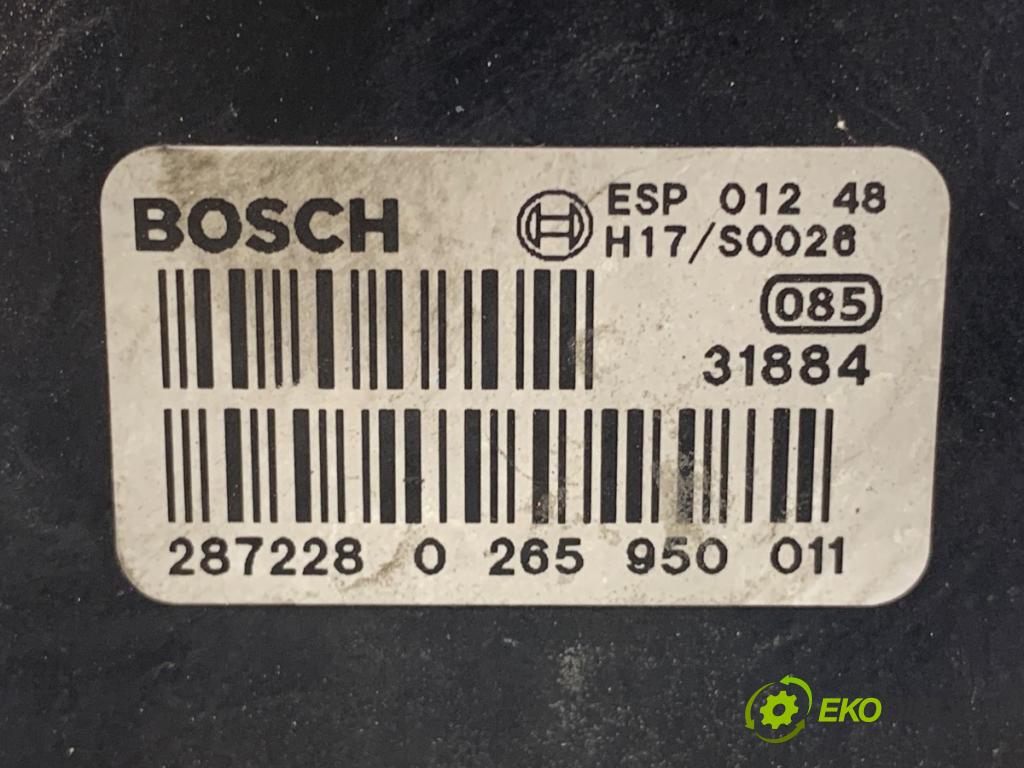 BOSCH
ESP 012 48
H17/S0026
085
31884
287228 0 265 950 011
EKO